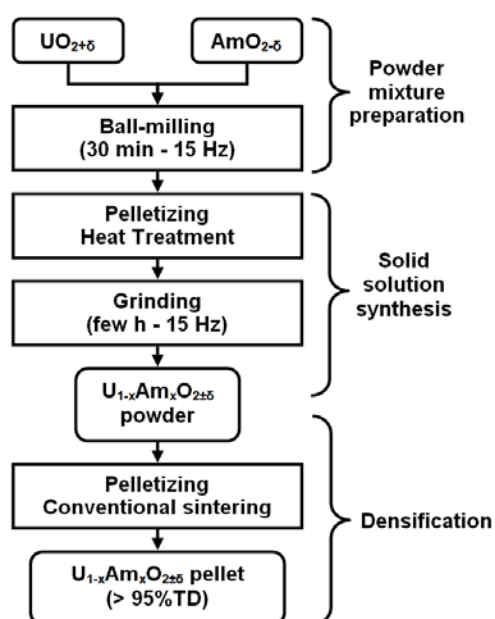 UO₂₊δ
AmO₂₋δ
Ball-milling
(30 min - 15 Hz)
Powder
mixture
preparation
Pelletizing
Heat Treatment
Grinding
(few h - 15 Hz)
U₁₋ₓAmₓO₂±δ
powder
Solid
solution
synthesis
Pelletizing
Conventional sintering
U₁₋ₓAmₓO₂±δ pellet
(> 95%TD)
Densification